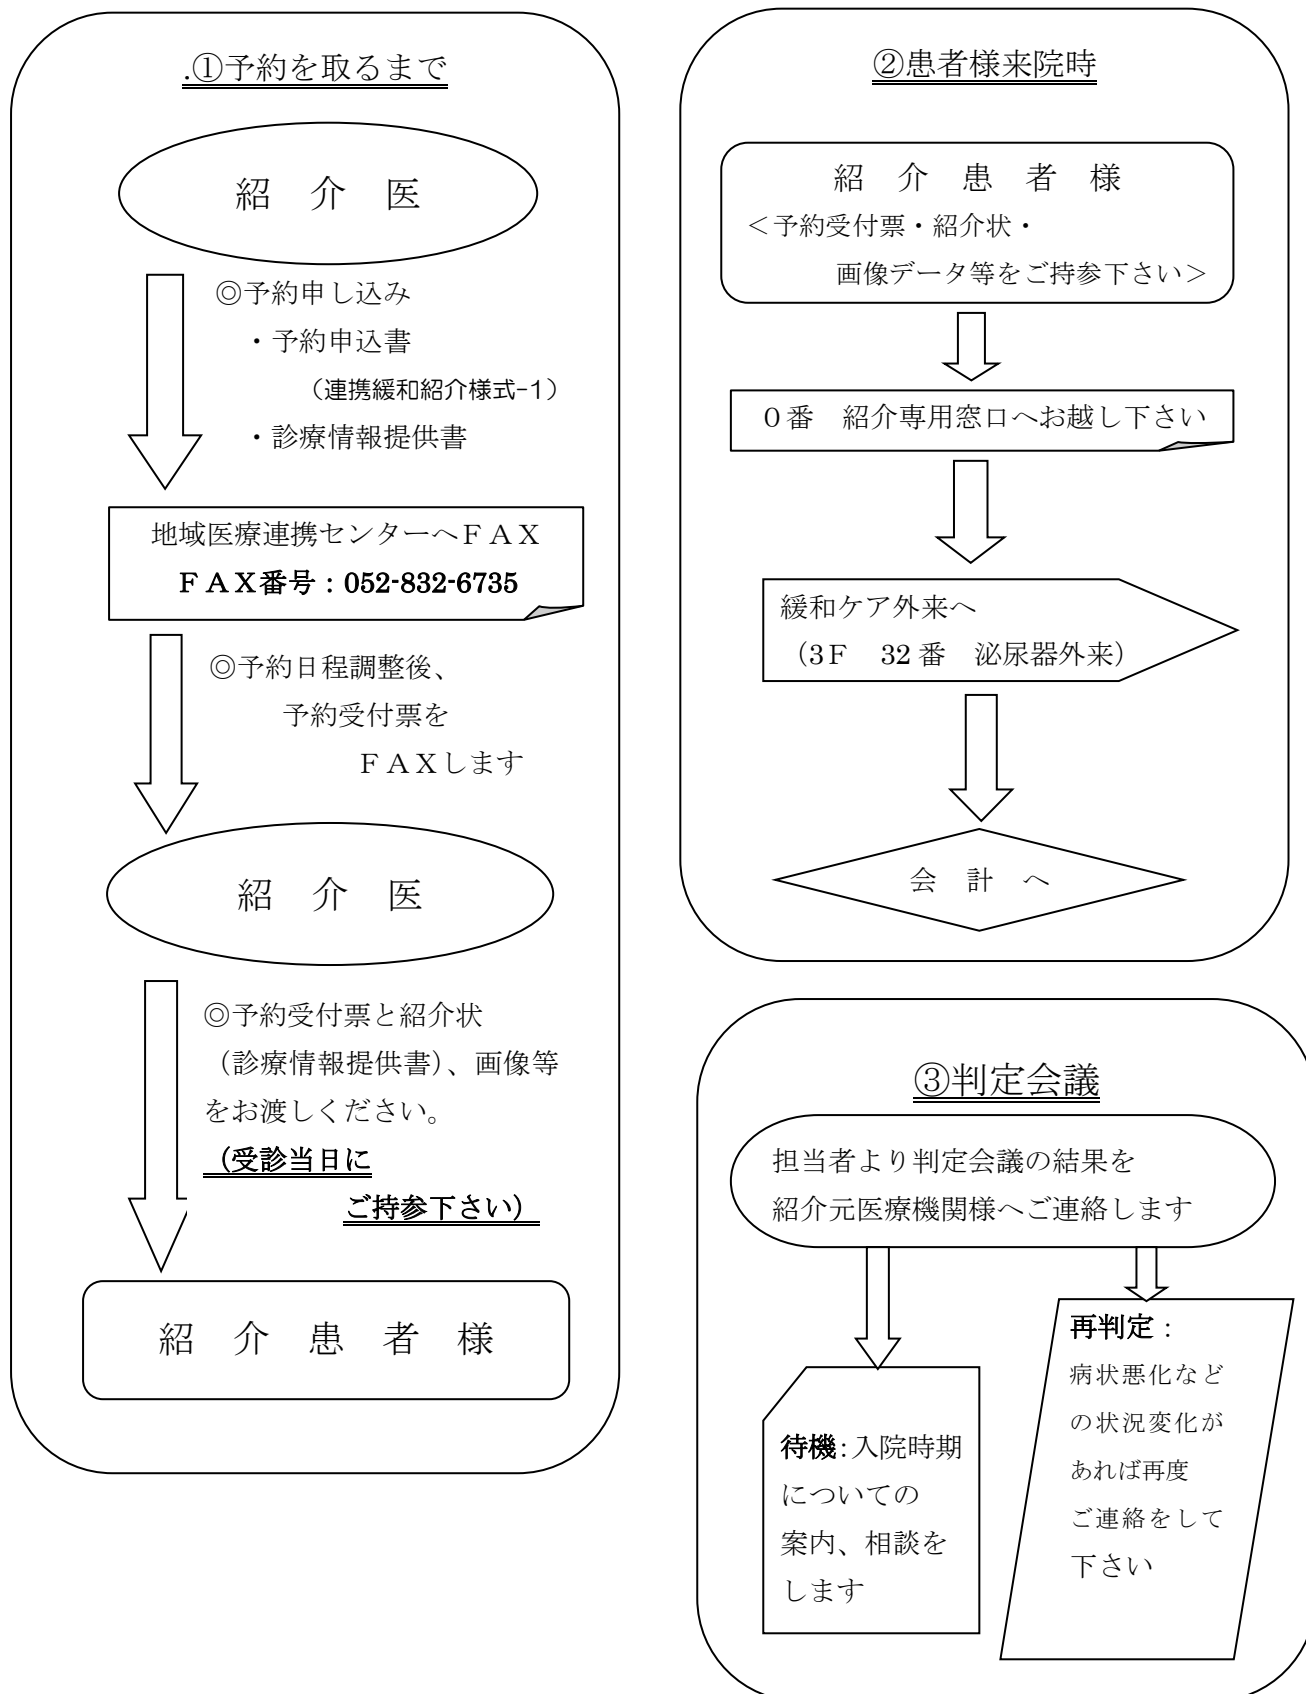 .①予約を取るまで
紹　介　医
◎予約申し込み
・予約申込書
（連携緩和紹介様式-1）
・診療情報提供書
地域医療連携センターへＦＡＸ
ＦＡＸ番号：052-832-6735
◎予約日程調整後、
予約受付票を
ＦＡＸします
紹　介　医
◎予約受付票と紹介状
（診療情報提供書）、画像等
をお渡しください。
（受診当日に
ご持参下さい）
紹　介　患　者　様
②患者様来院時
紹　介　患　者　様
＜予約受付票・紹介状・
画像データ等をご持参下さい＞
０番　紹介専用窓口へお越し下さい
緩和ケア外来へ
（3Ｆ　32 番　泌尿器外来）
会　計　へ
③判定会議
担当者より判定会議の結果を
紹介元医療機関様へご連絡します
待機：入院時期
についての
案内、相談を
します
再判定：
病状悪化など
の状況変化が
あれば再度
ご連絡をして
下さい